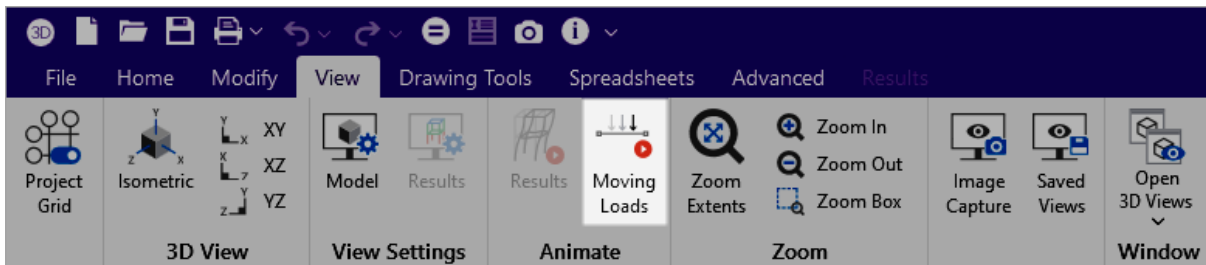 3D
File Home Modify View Drawing Tools Spreadsheets Advanced Results
Project
Grid
Y
Z X
Isometric
Y
X
XY
X
Z
XZ
Y
Z
YZ
Model
Results
Results
Moving
Loads
Zoom
Extents
Zoom In
Zoom Out
Zoom Box
Image
Capture
Saved
Views
Open
3D Views
3D View View Settings Animate Zoom Window